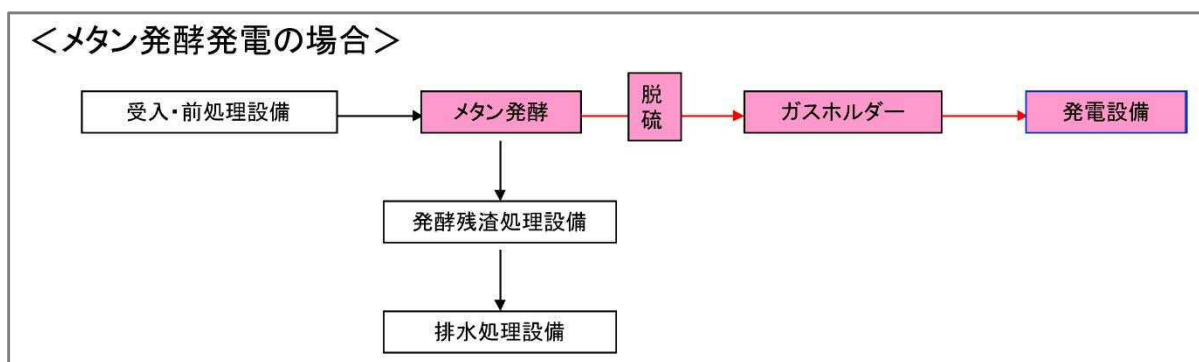 ＜メタン発酵発電の場合＞
受入・前処理設備
メタン発酵
脱
硫
ガスホルダー
発電設備
発酵残渣処理設備
排水処理設備